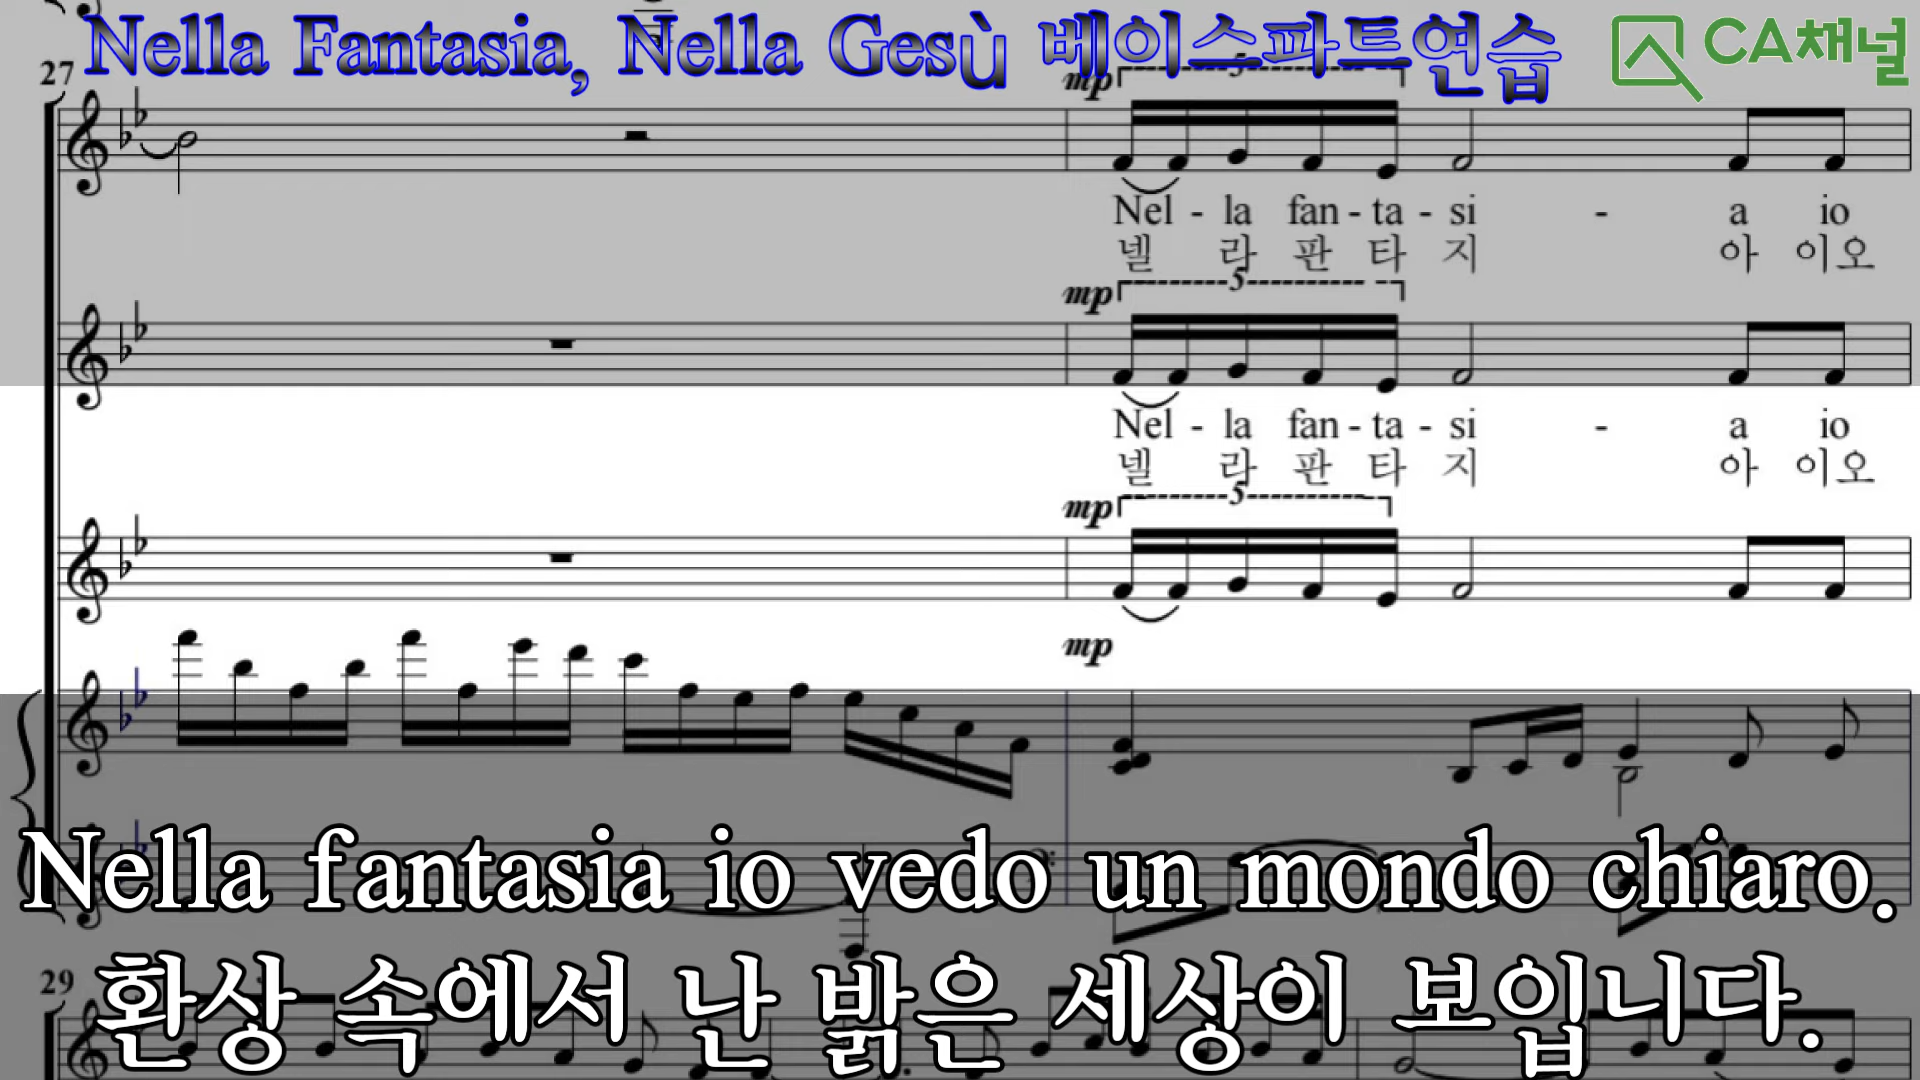 Nella Fantasia, Nella Gesù 베이스파트연습
CA채널
27
mp 5
Nel - la fan - ta - si - a io
넬 라 판 타 지 아 이오
mp 5
Nel - la fan - ta - si - a io
넬 라 판 타 지 아 이오
mp 5
mp
Nella fantasia io vedo un mondo chiaro.
29
환상 속에서 난 밝은 세상이 보입니다.